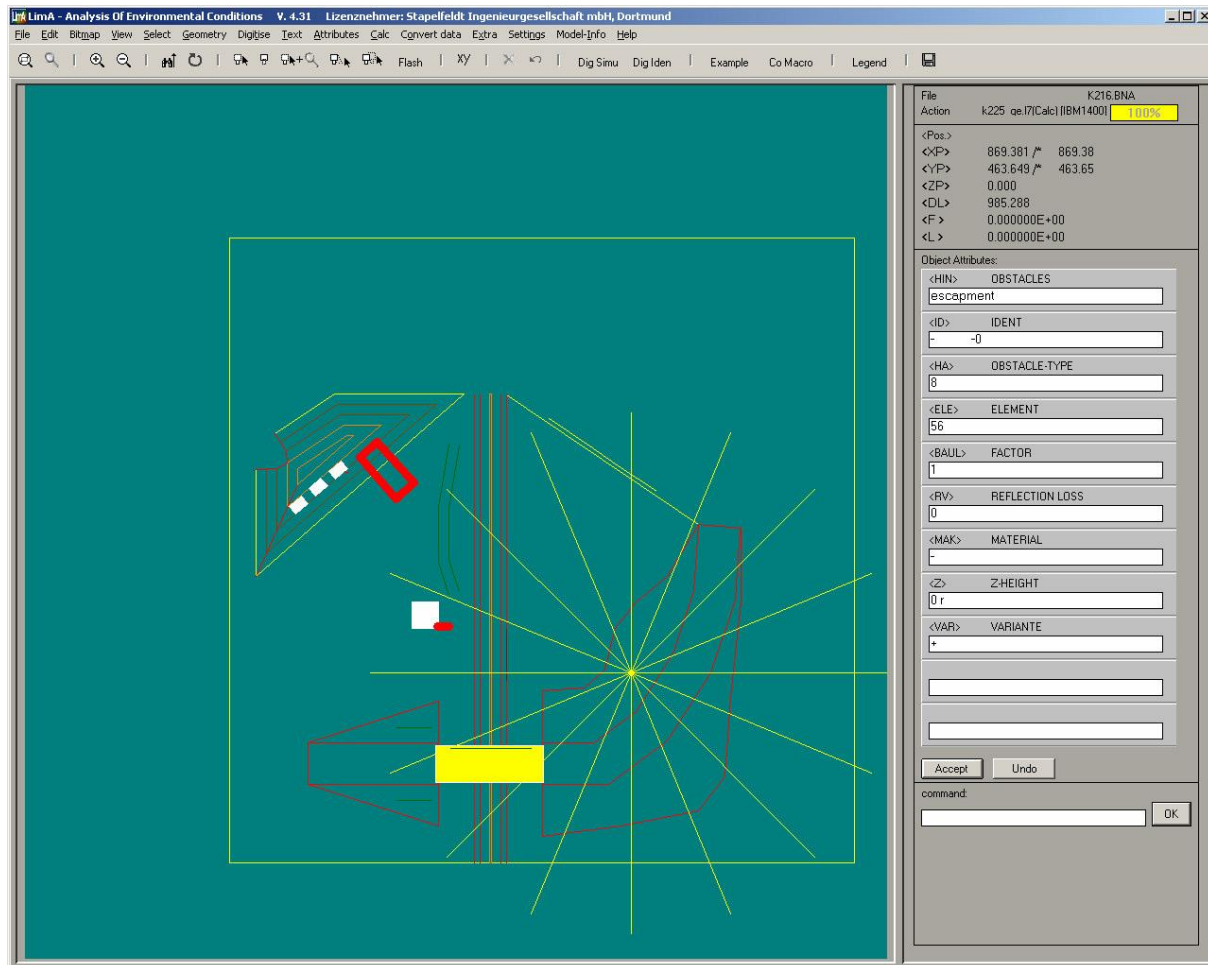 LimA - Analysis Of Environmental Conditions V. 4.31 Lizenznehmer: Stapelfeldt Ingenieurgesellschaft mbH, Dortmund
File Edit Bitmap View Select Geometry Digitise Text Attributes Calc Convert data Extra Settings Model-Info Help
Flash XY Dig Simu Dig Iden Example Co Macro Legend
File K216.BNA
Action k225_ge.I7(Calc) [IBM1400] 100%
<Pos.>
<XP> 869.381 /* 869.38
<YP> 463.649 /* 463.65
<ZP> 0.000
<DL> 985.288
<F > 0.000000E+00
<L > 0.000000E+00
Object Attributes:
<HIN> OBSTACLES
escapment
<ID> IDENT
- -0
<HA> OBSTACLE-TYPE
8
<ELE> ELEMENT
56
<BAUL> FACTOR
1
<RV> REFLECTION LOSS
0
<MAK> MATERIAL
-
<Z> Z-HEIGHT
0 r
<VAR> VARIANTE
+
Accept Undo
command:
OK